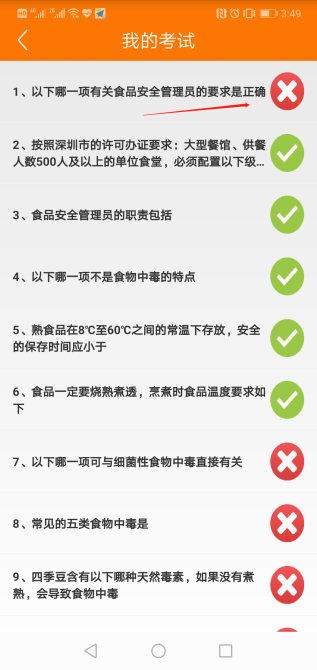 3:49
我的考试
1、以下哪一项有关食品安全管理员的要求是正确
2、按照深圳市的许可办证要求：大型餐馆、供餐
人数500人及以上的单位食堂，必须配置以下级...
3、食品安全管理员的职责包括
4、以下哪一项不是食物中毒的特点
5、熟食品在8℃至60℃之间的常温下存放，安全
的保存时间应小于
6、食品一定要烧熟煮透，烹煮时食品温度要求如
下
7、以下哪一项可与细菌性食物中毒直接有关
8、常见的五类食物中毒是
9、四季豆含有以下哪种天然毒素，如果没有煮
熟，会导致食物中毒